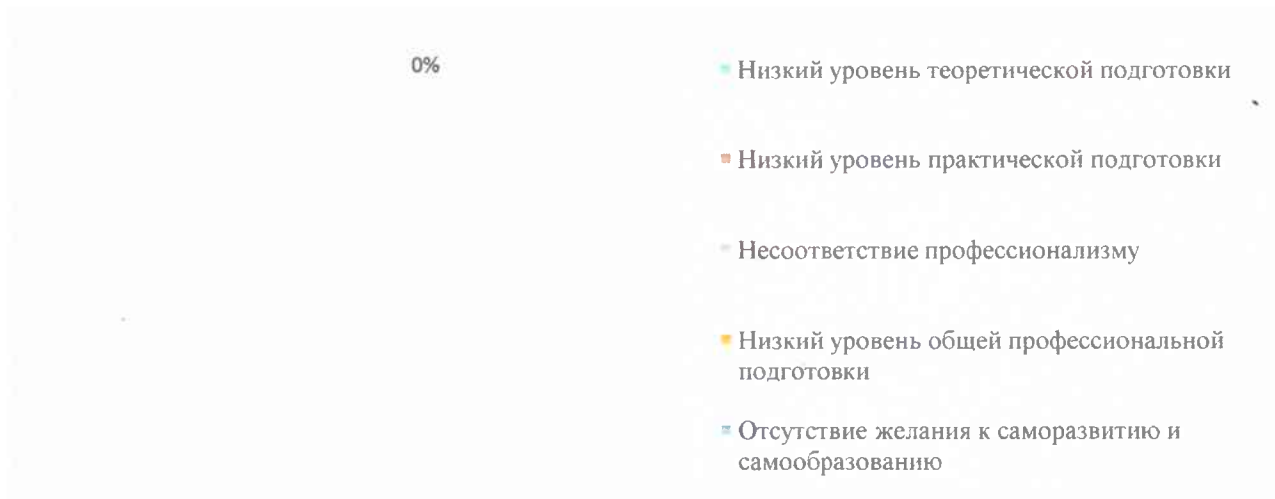 0%
Низкий уровень теоретической подготовки
Низкий уровень практической подготовки
Несоответствие профессионализму
Низкий уровень общей профессиональной
подготовки
Отсутствие желания к саморазвитию и
самообразованию